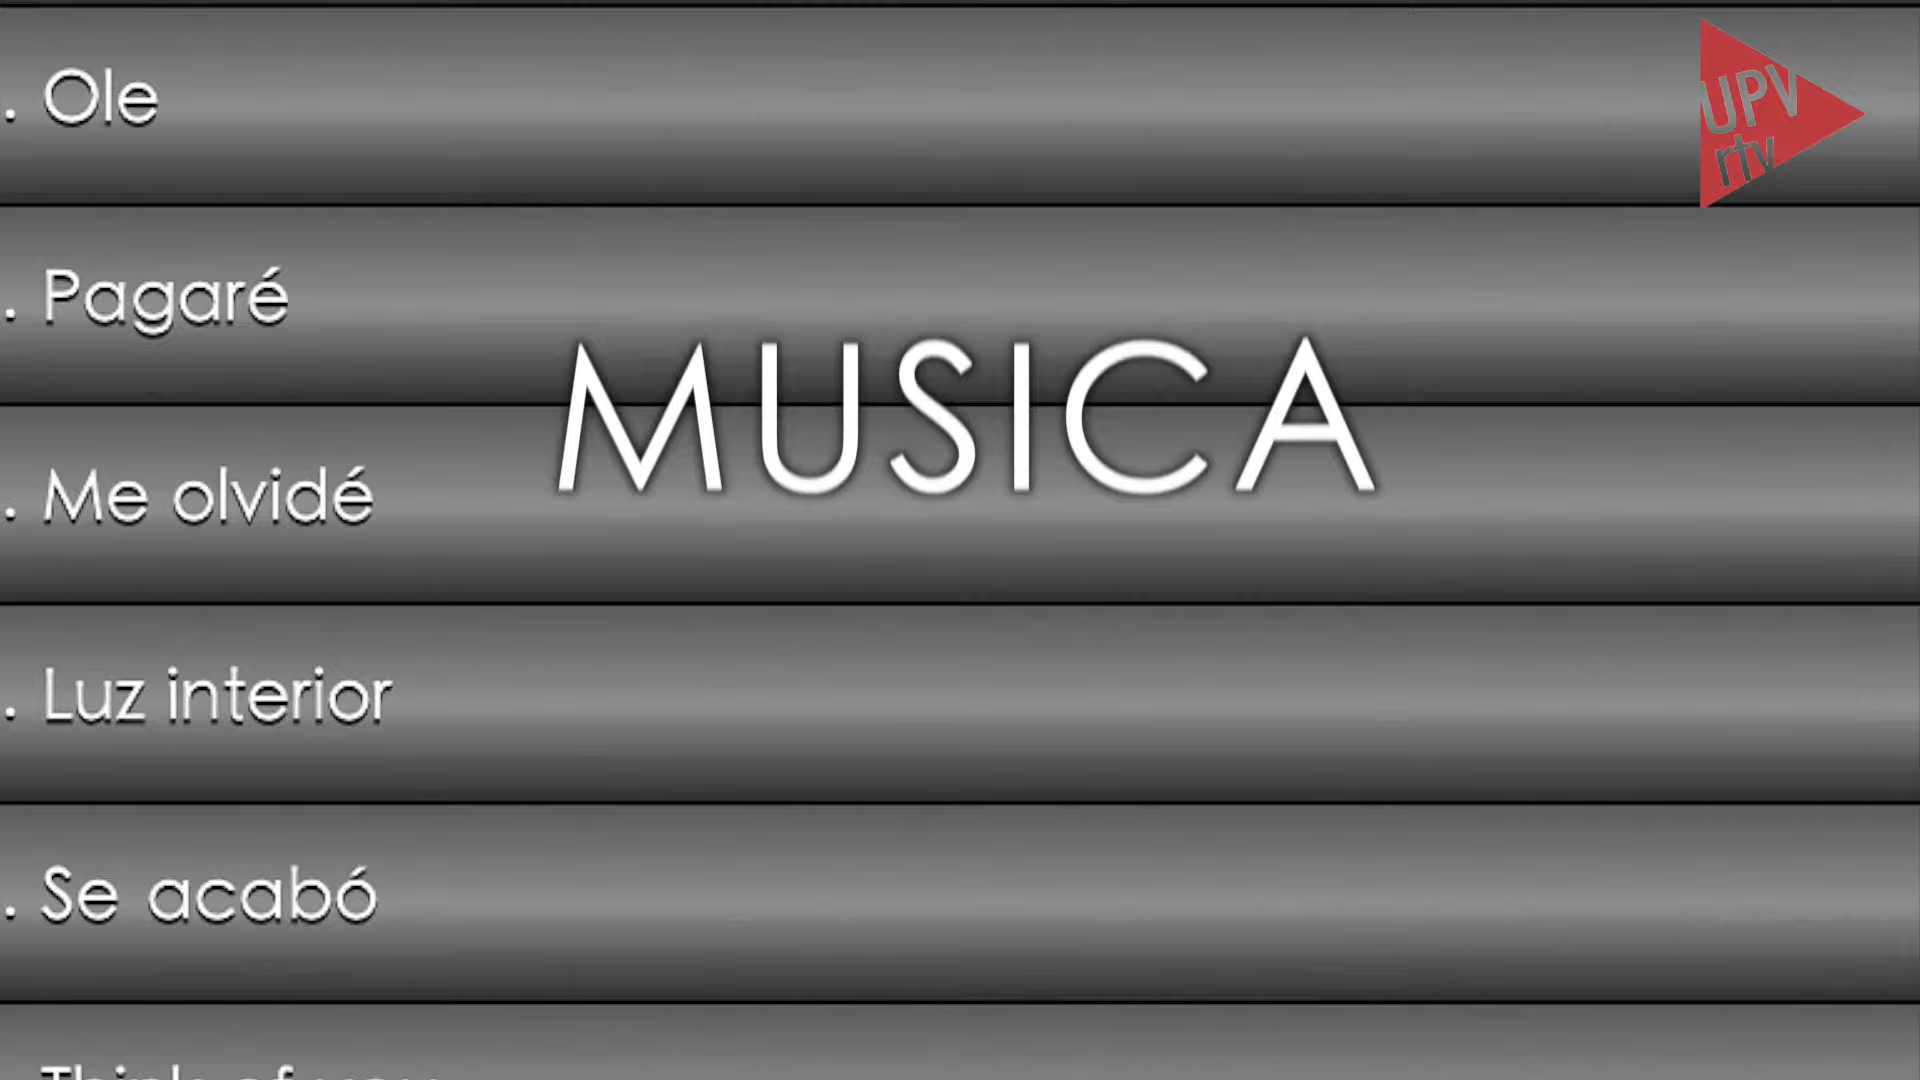 . Ole
UPV
rtv
. Pagaré
MUSICA
. Me olvidé
. Luz interior
. Se acabó